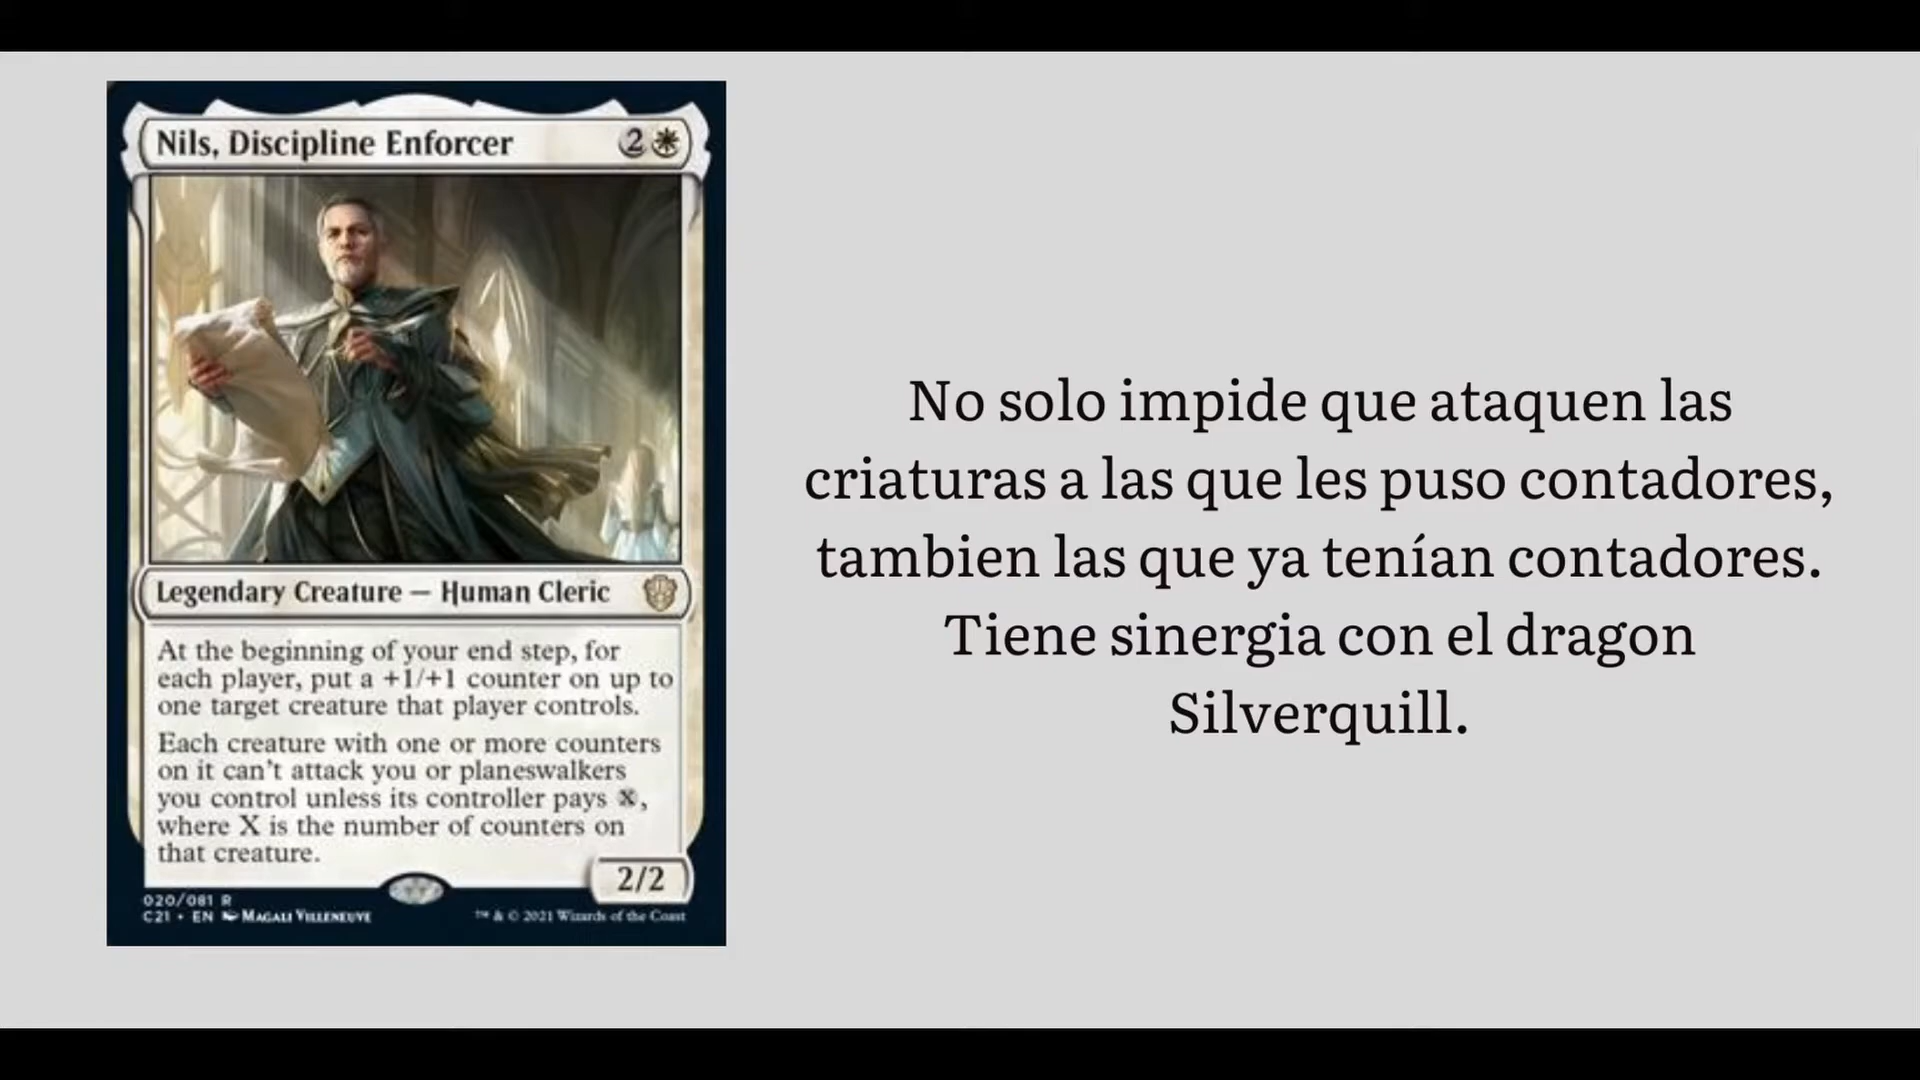 Nils, Discipline Enforcer 2
Legendary Creature — Human Cleric
At the beginning of your end step, for
each player, put a +1/+1 counter on up to
one target creature that player controls.
Each creature with one or more counters
on it can't attack you or planeswalkers
you control unless its controller pays X,
where X is the number of counters on
that creature.
2/2
020/081 R
C21 • EN MAGALI VILLENEUVE
™ & © 2021 Wizards of the Coast
No solo impide que ataquen las
criaturas a las que les puso contadores,
tambien las que ya tenían contadores.
Tiene sinergia con el dragon
Silverquill.